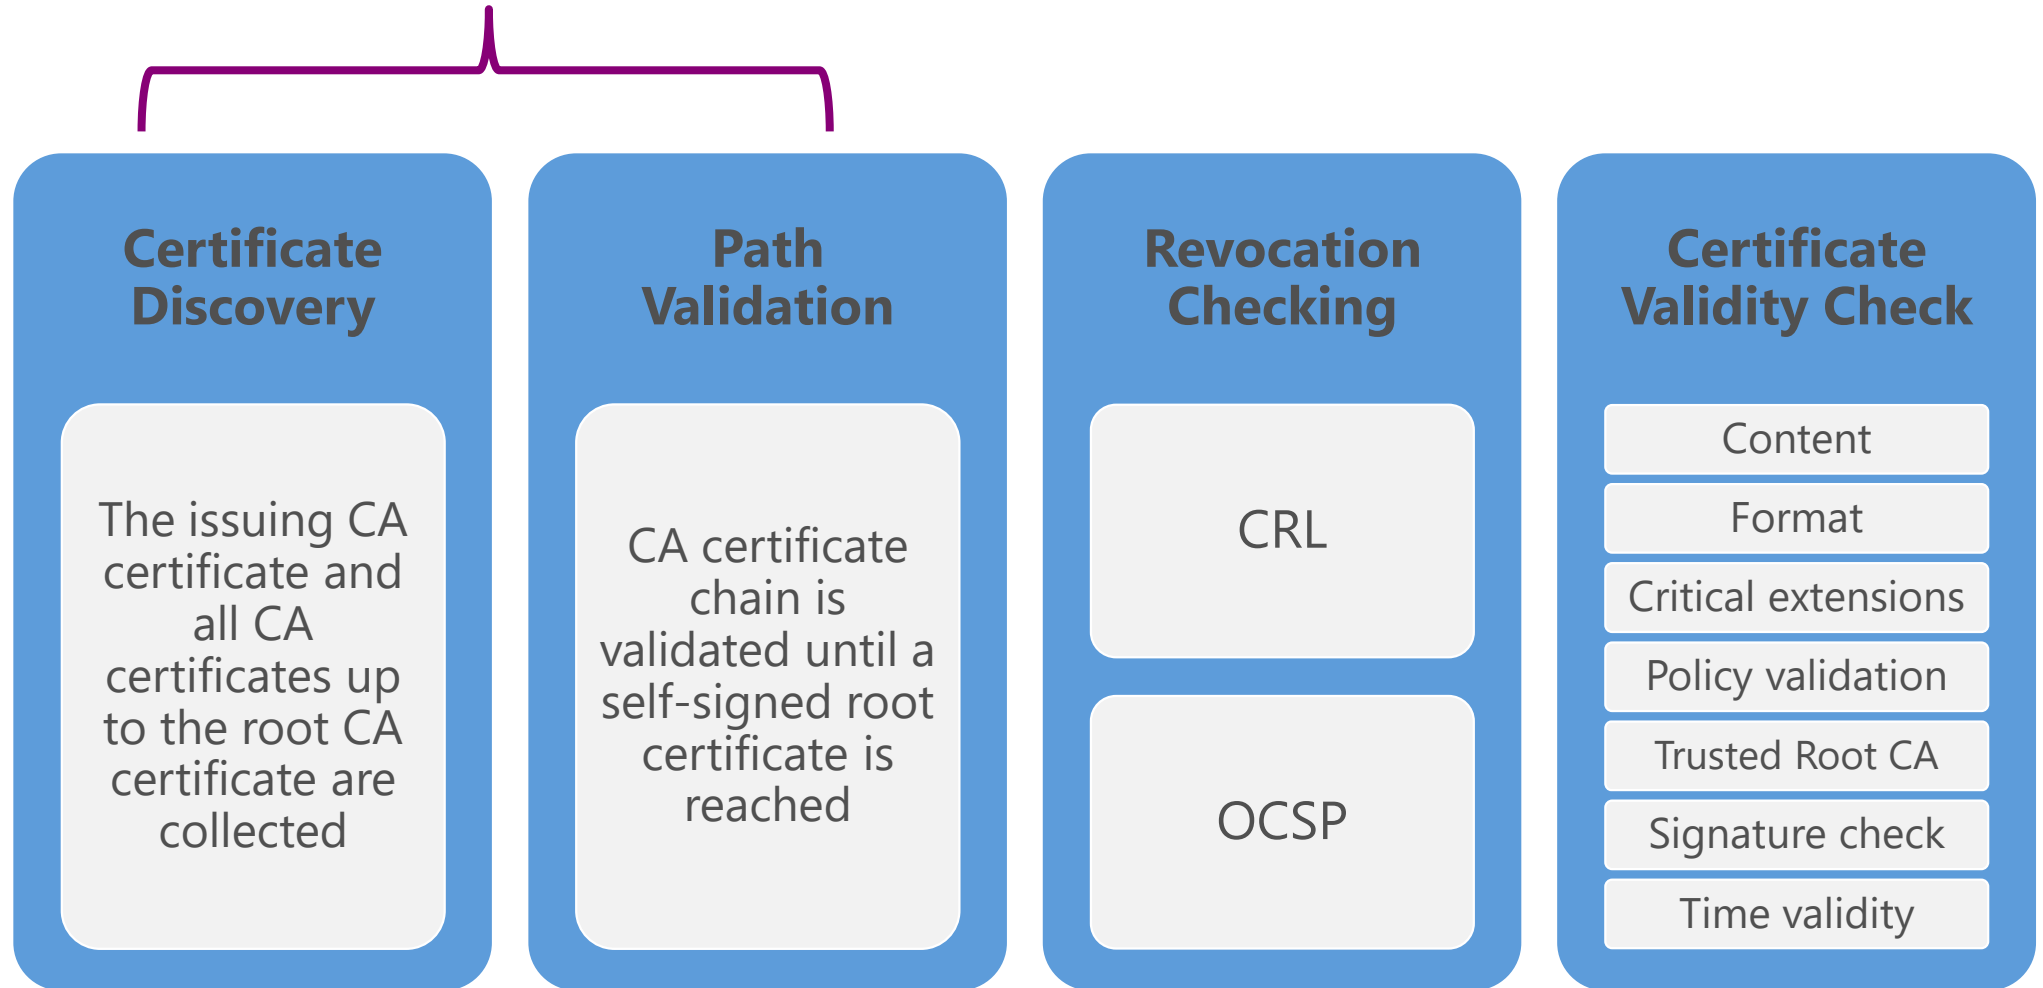 Certificate
Discovery
The issuing CA
certificate and
all CA
certificates up
to the root CA
certificate are
collected
Path
Validation
CA certificate
chain is
validated until a
self-signed root
certificate is
reached
Revocation
Checking
CRL
OCSP
Certificate
Validity Check
Content
Format
Critical extensions
Policy validation
Trusted Root CA
Signature check
Time validity